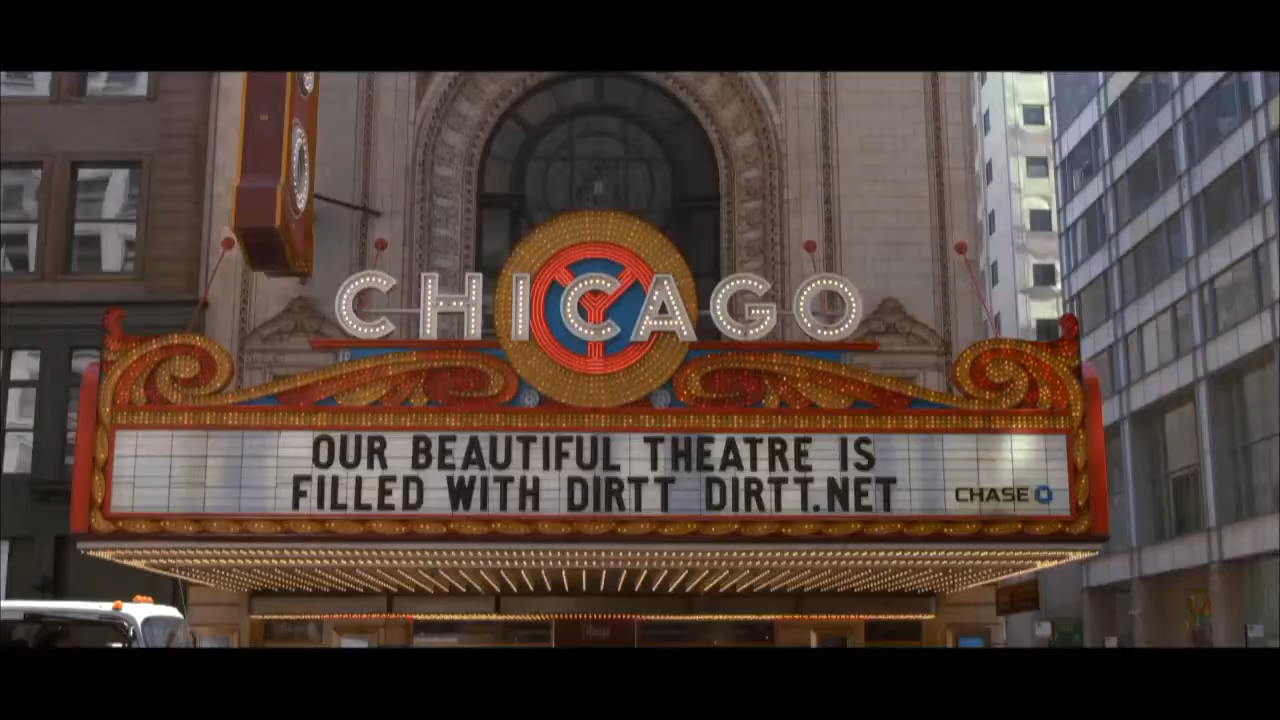 CHICAGO
OUR BEAUTIFUL THEATRE IS
FILLED WITH DIRTT DIRTT.NET
CHASE